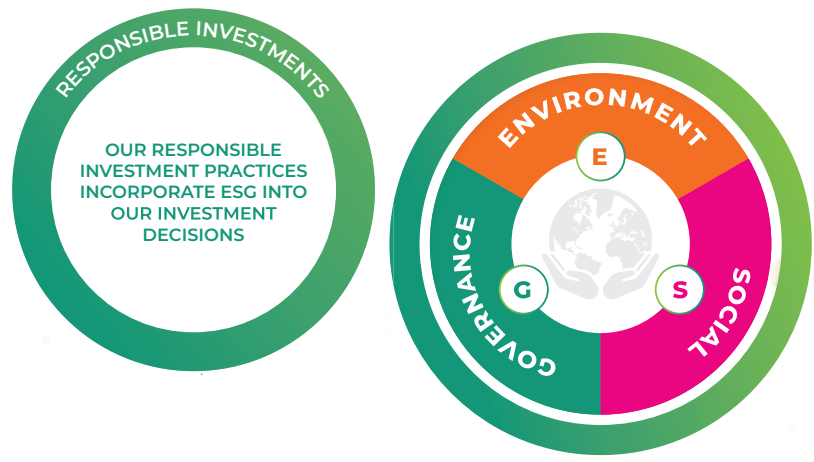 RESPONSIBLE INVESTMENTS
OUR RESPONSIBLE
INVESTMENT PRACTICES
INCORPORATE ESG INTO
OUR INVESTMENT
DECISIONS
ENVIRONMENT
E
GOVERNANCE
G
S
SOCIAL